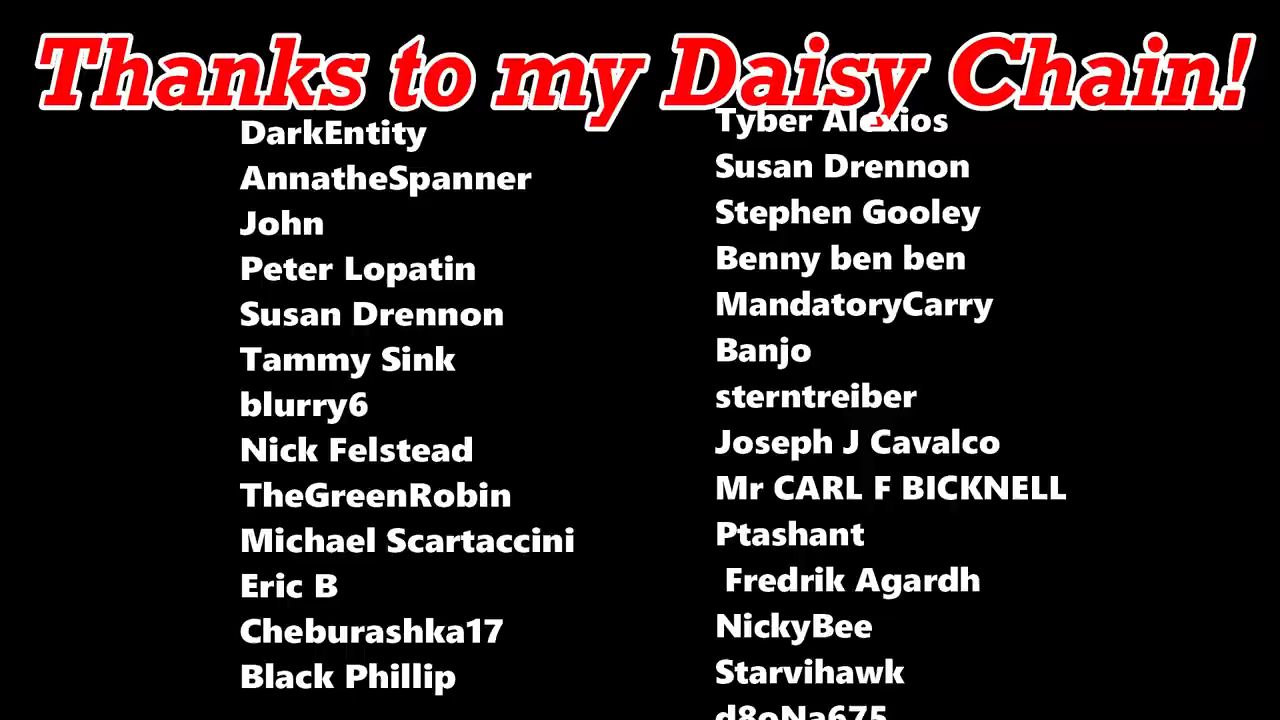 Thanks to my Daisy Chain!
DarkEntity
AnnatheSpanner
John
Peter Lopatin
Susan Drennon
Tammy Sink
blurry6
Nick Felstead
TheGreenRobin
Michael Scartaccini
Eric B
Cheburashka17
Black Phillip
Tyber Alexios
Susan Drennon
Stephen Gooley
Benny ben ben
MandatoryCarry
Banjo
sterntreiber
Joseph J Cavalco
Mr CARL F BICKNELL
Ptashant
Fredrik Agardh
NickyBee
Starvihawk
d8oNa675